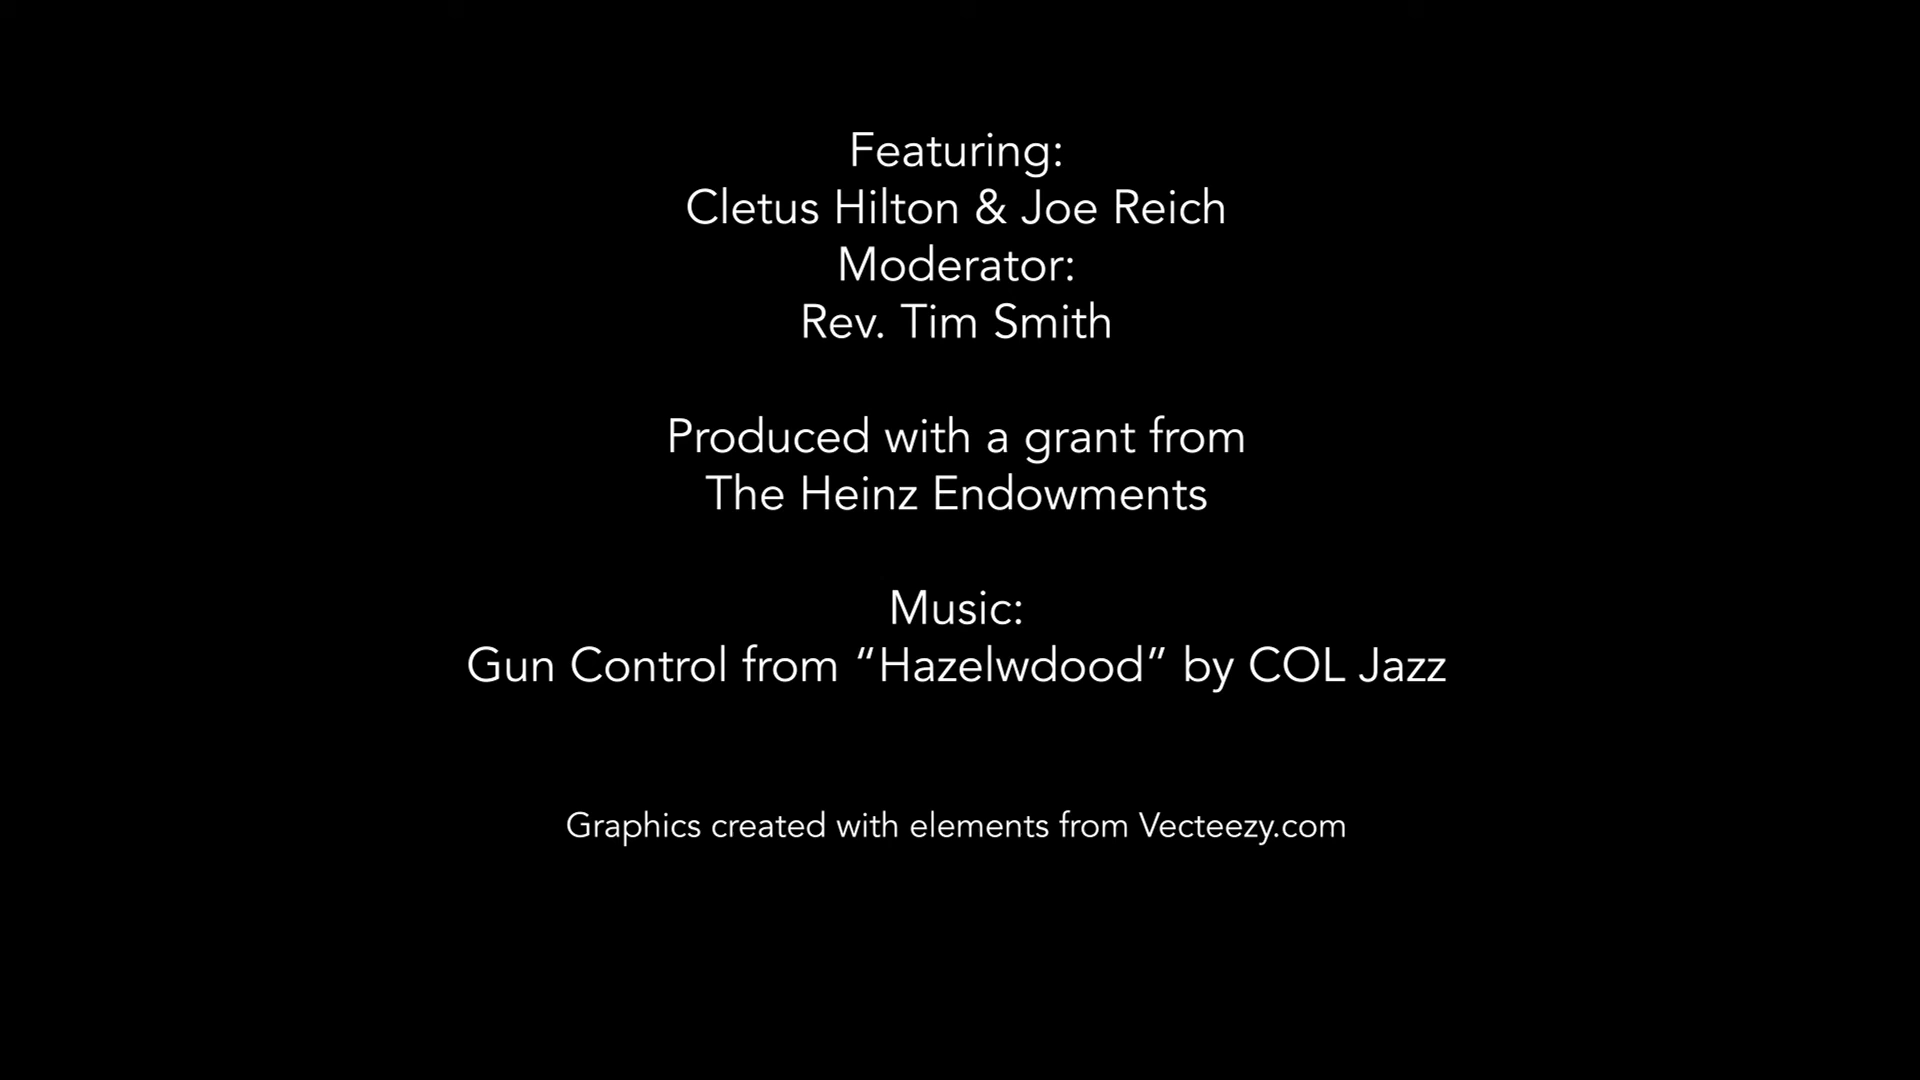 Featuring:
Cletus Hilton & Joe Reich
Moderator:
Rev. Tim Smith
Produced with a grant from
The Heinz Endowments
Music:
Gun Control from “Hazelwdood” by COL Jazz
Graphics created with elements from Vecteezy.com